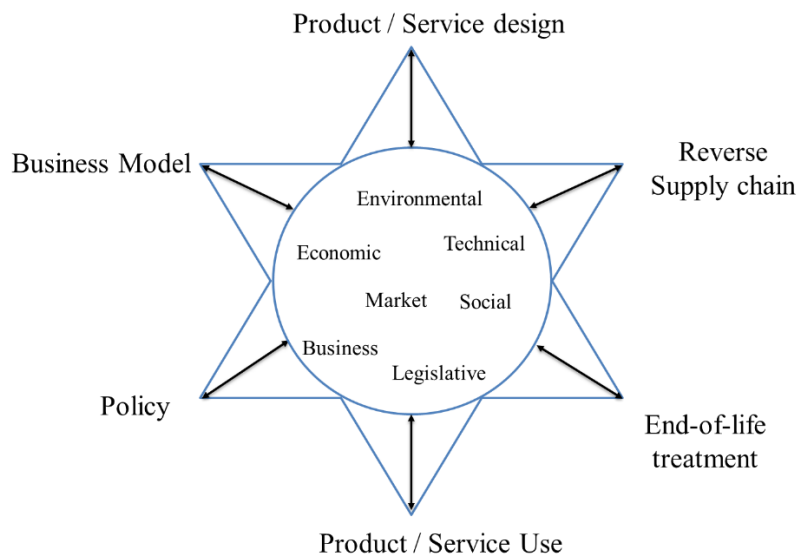 Product / Service design
Business Model
Reverse
Supply chain
Environmental
Technical
Economic
Market
Social
Business
Legislative
Policy
End-of-life
treatment
Product / Service Use